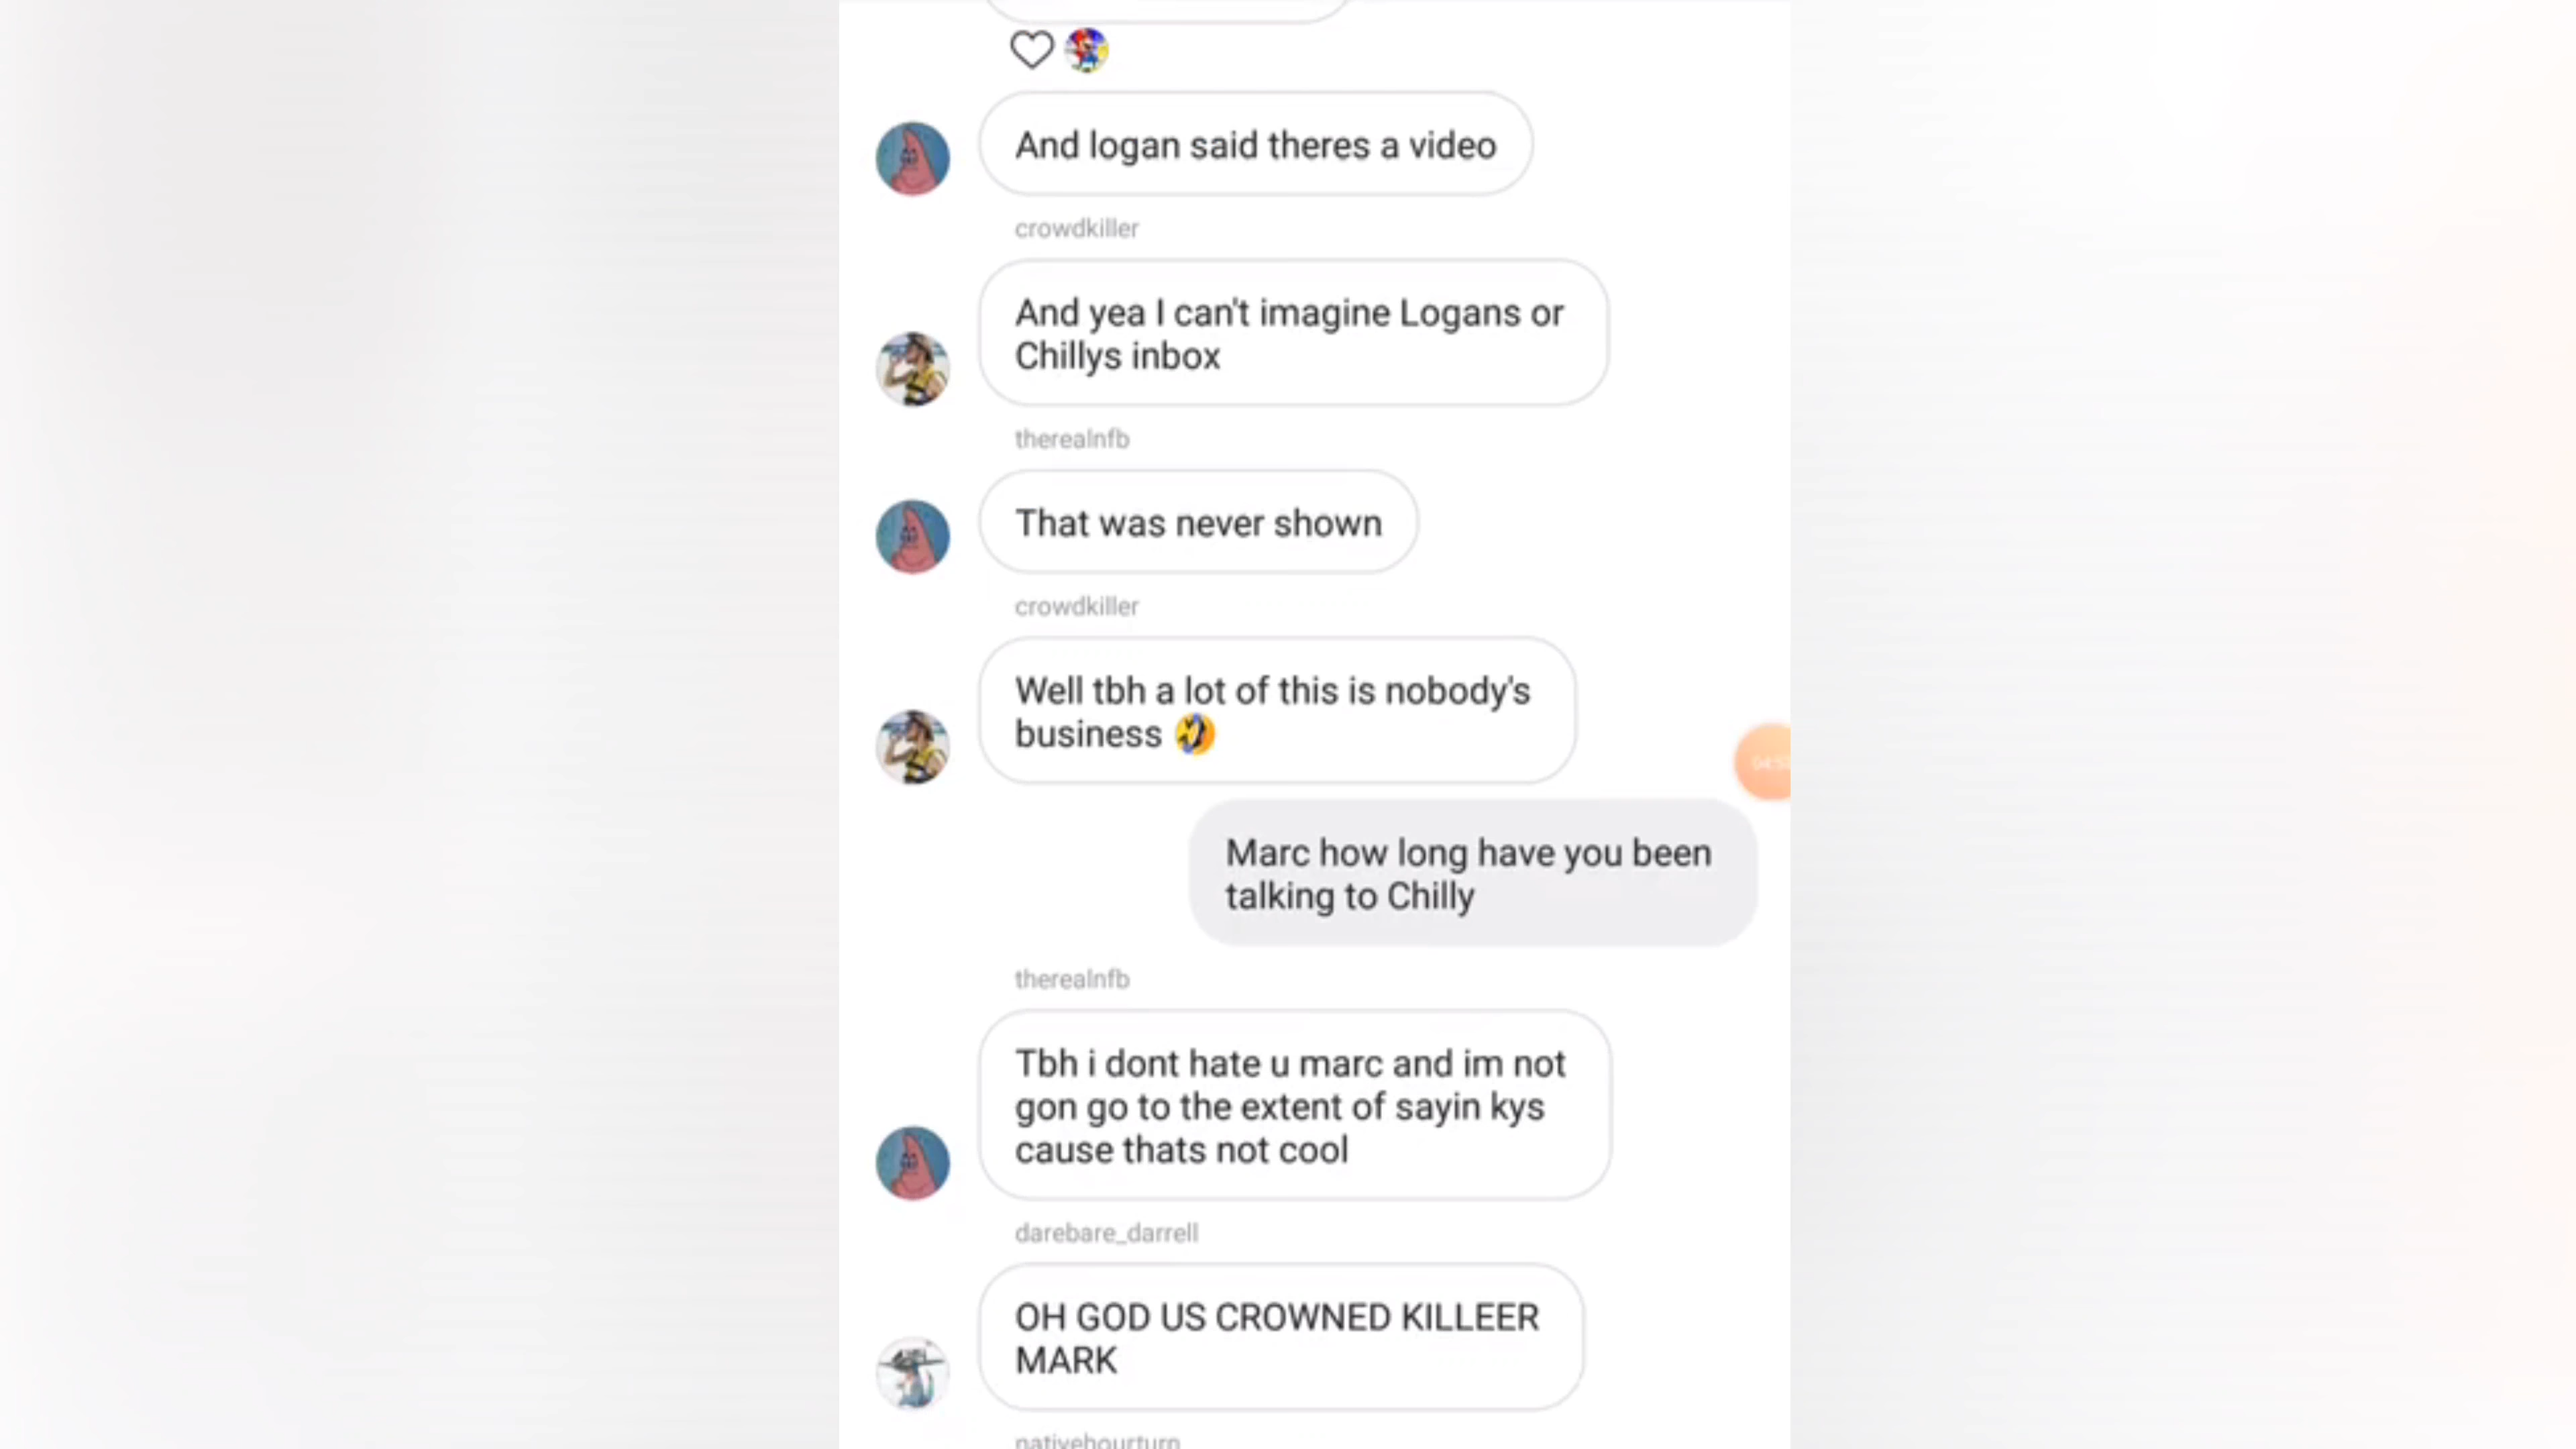 And logan said theres a video
crowdkiller
And yea I can't imagine Logans or
Chillys inbox
therealnfb
That was never shown
crowdkiller
Well tbh a lot of this is nobody's
business 🤣
Marc how long have you been
talking to Chilly
therealnfb
Tbh i dont hate u marc and im not
gon go to the extent of sayin kys
cause thats not cool
darebare_darrell
OH GOD US CROWNED KILLEER
MARK
nativehourturn